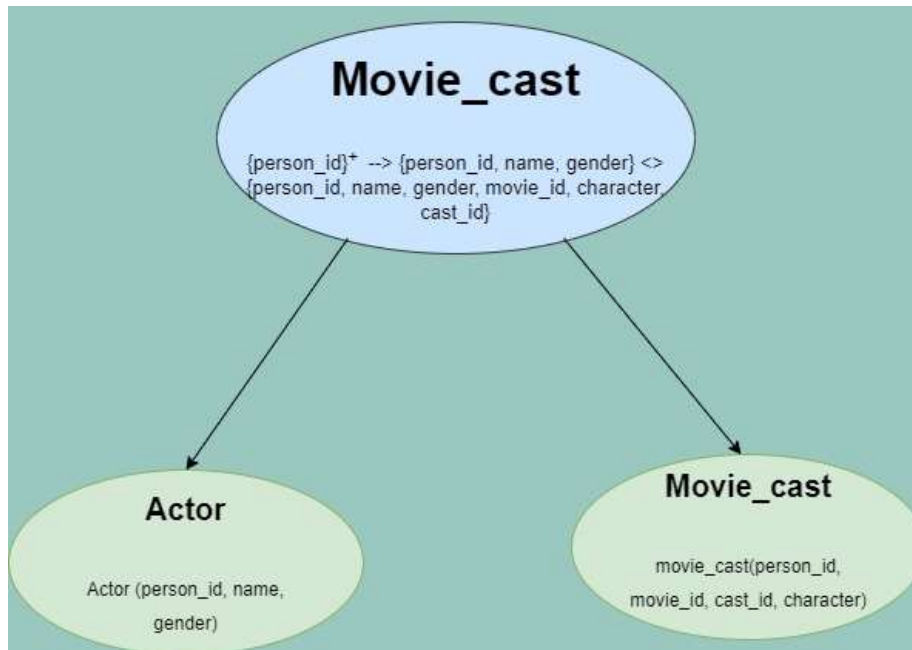 Movie_cast
{person_id}+ --> {person_id, name, gender} <>
{person_id, name, gender, movie_id, character,
cast_id}
Actor
Actor (person_id, name,
gender)
Movie_cast
movie_cast(person_id,
movie_id, cast_id, character)